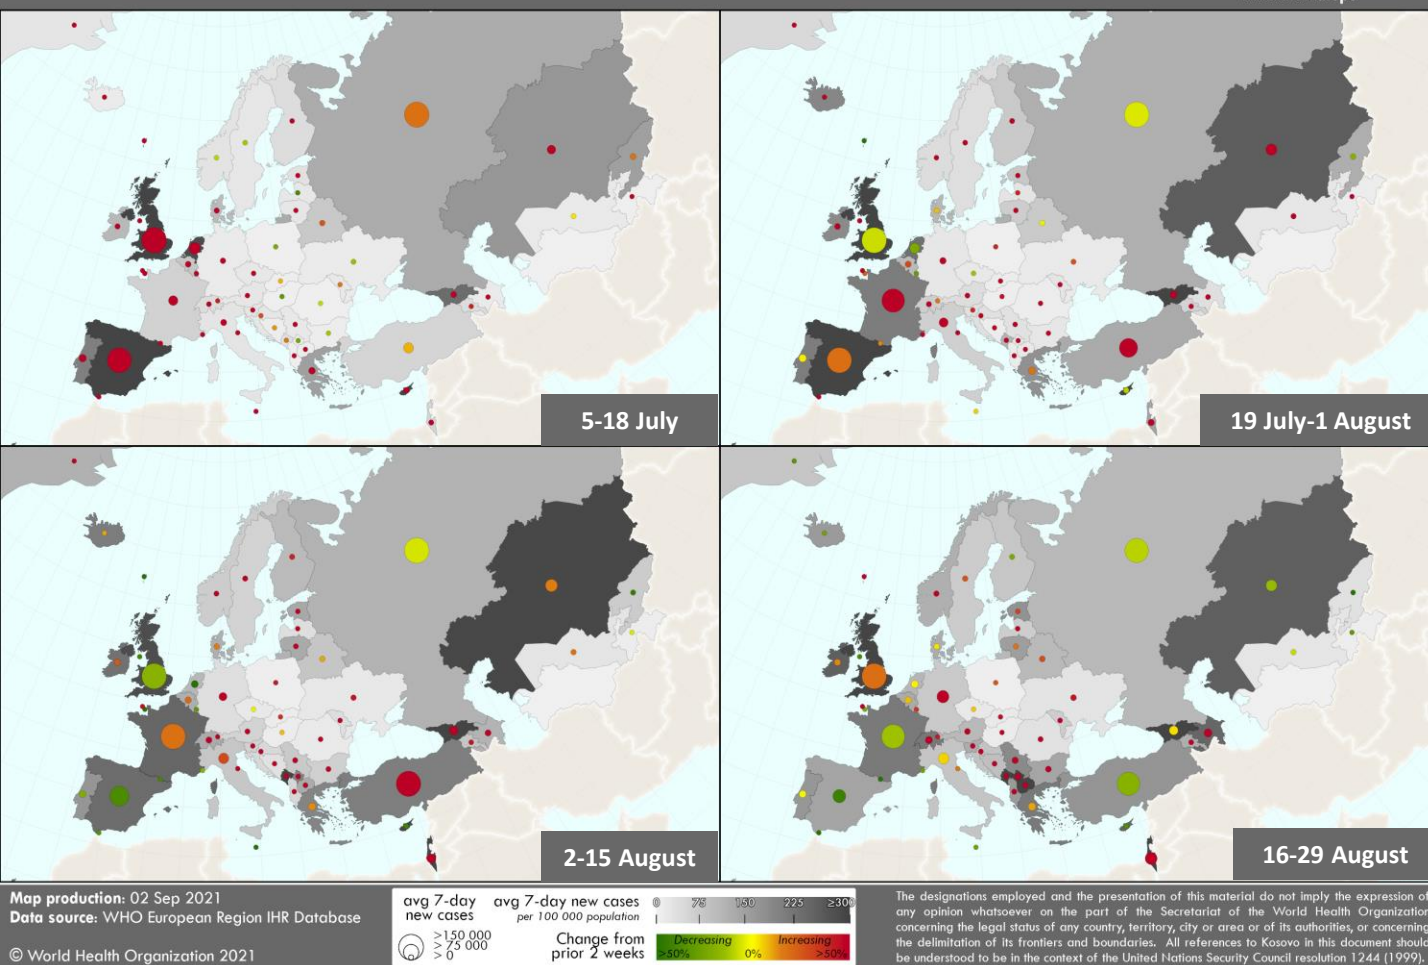 5-18 July
19 July-1 August
2-15 August
16-29 August
Map production: 02 Sep 2021
Data source: WHO European Region IHR Database
© World Health Organization 2021
avg 7-day
new cases
>150 000
> 75 000
> 0
avg 7-day new cases
per 100 000 population
0 75 150 225 ≥300
Change from
prior 2 weeks
Decreasing Increasing
>50% 0% >50%
The designations employed and the presentation of this material do not imply the expression of
any opinion whatsoever on the part of the Secretariat of the World Health Organization
concerning the legal status of any country, territory, city or area or of its authorities, or concerning
the delimitation of its frontiers and boundaries. All references to Kosovo in this document should
be understood to be in the context of the United Nations Security Council resolution 1244 (1999).